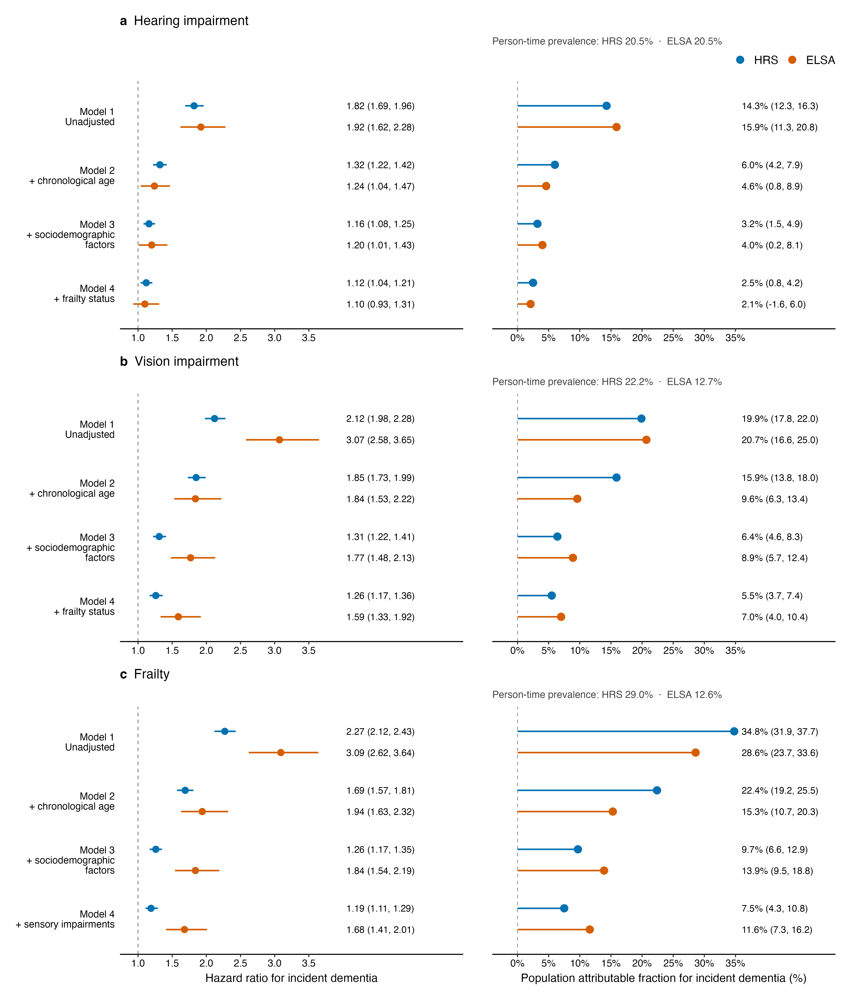 a Hearing impairment
Person-time prevalence: HRS 20.5% · ELSA 20.5%
HRS ELSA
Model 1
Unadjusted
1.82 (1.69, 1.96)
14.3% (12.3, 16.3)
1.92 (1.62, 2.28)
15.9% (11.3, 20.8)
Model 2
+ chronological age
1.32 (1.22, 1.42)
6.0% (4.2, 7.9)
1.24 (1.04, 1.47)
4.6% (0.8, 8.9)
Model 3
+ sociodemographic
factors
1.16 (1.08, 1.25)
3.2% (1.5, 4.9)
1.20 (1.01, 1.43)
4.0% (0.2, 8.1)
Model 4
+ frailty status
1.12 (1.04, 1.21)
2.5% (0.8, 4.2)
1.10 (0.93, 1.31)
2.1% (-1.6, 6.0)
1.0 1.5 2.0 2.5 3.0 3.5
0% 5% 10% 15% 20% 25% 30% 35%
b Vision impairment
Person-time prevalence: HRS 22.2% · ELSA 12.7%
Model 1
Unadjusted
2.12 (1.98, 2.28)
19.9% (17.8, 22.0)
3.07 (2.58, 3.65)
20.7% (16.6, 25.0)
Model 2
+ chronological age
1.85 (1.73, 1.99)
15.9% (13.8, 18.0)
1.84 (1.53, 2.22)
9.6% (6.3, 13.4)
Model 3
+ sociodemographic
factors
1.31 (1.22, 1.41)
6.4% (4.6, 8.3)
1.77 (1.48, 2.13)
8.9% (5.7, 12.4)
Model 4
+ frailty status
1.26 (1.17, 1.36)
5.5% (3.7, 7.4)
1.59 (1.33, 1.92)
7.0% (4.0, 10.4)
1.0 1.5 2.0 2.5 3.0 3.5
0% 5% 10% 15% 20% 25% 30% 35%
c Frailty
Person-time prevalence: HRS 29.0% · ELSA 12.6%
Model 1
Unadjusted
2.27 (2.12, 2.43)
34.8% (31.9, 37.7)
3.09 (2.62, 3.64)
28.6% (23.7, 33.6)
Model 2
+ chronological age
1.69 (1.57, 1.81)
22.4% (19.2, 25.5)
1.94 (1.63, 2.32)
15.3% (10.7, 20.3)
Model 3
+ sociodemographic
factors
1.26 (1.17, 1.35)
9.7% (6.6, 12.9)
1.84 (1.54, 2.19)
13.9% (9.5, 18.8)
Model 4
+ sensory impairments
1.19 (1.11, 1.29)
7.5% (4.3, 10.8)
1.68 (1.41, 2.01)
11.6% (7.3, 16.2)
1.0 1.5 2.0 2.5 3.0 3.5
0% 5% 10% 15% 20% 25% 30% 35%
Hazard ratio for incident dementia
Population attributable fraction for incident dementia (%)